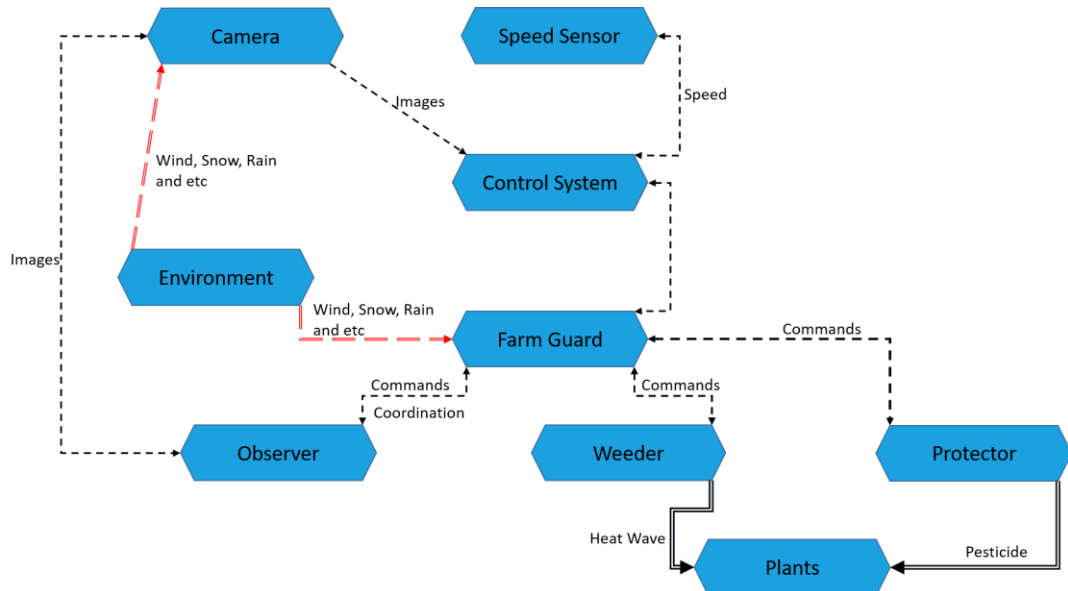 Camera
Speed Sensor
Images
Speed
Wind, Snow, Rain
and etc
Control System
Images
Environment
Wind, Snow, Rain
and etc
Farm Guard
Commands
Commands
Coordination
Commands
Observer
Weeder
Protector
Heat Wave
Plants
Pesticide